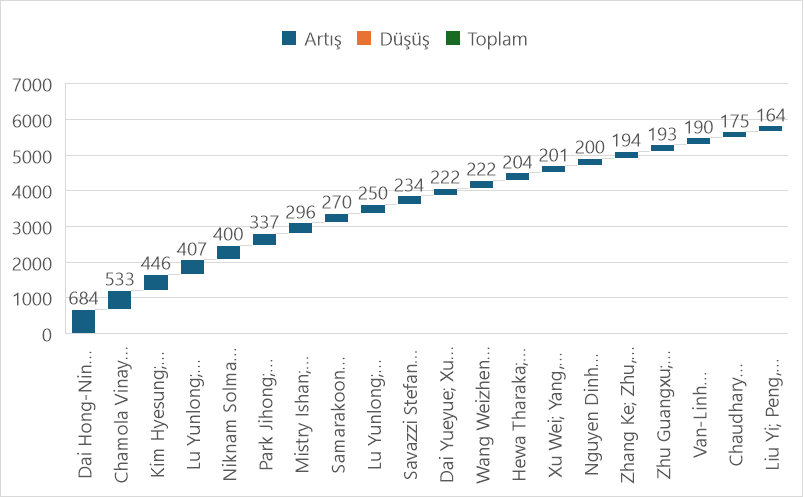 Artış Düşüş Toplam
7000
6000
5000
4000
3000
2000
1000
0
684
533
446
407
400
337
296
270
250
234
222
222
204
201
200
194
193
190
175
164
Dai Hong-Nin...
Chamola Vinay...
Kim Hyesung;...
Lu Yunlong;...
Niknam Solma...
Park Jihong;...
Mistry Ishan;...
Samarakoon...
Lu Yunlong;...
Savazzi Stefan...
Dai Yueyue; Xu...
Wang Weizhen...
Hewa Tharaka;...
Xu Wei; Yang,...
Nguyen Dinh...
Zhang Ke; Zhu,...
Zhu Guangxu;...
Van-Linh...
Chaudhary...
Liu Yi; Peng,...